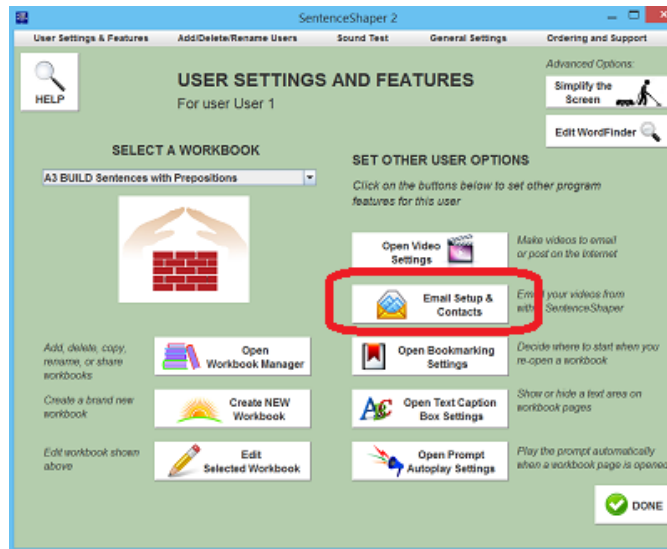 SentenceShaper 2
User Settings & Features Add/Delete/Rename Users Sound Test General Settings Ordering and Support
HELP
USER SETTINGS AND FEATURES
For user User 1
Advanced Options:
Simplify the
Screen
Edit WordFinder
SELECT A WORKBOOK
A3 BUILD Sentences with Prepositions
SET OTHER USER OPTIONS
Click on the buttons below to set other program
features for this user
Open Video
Settings
Make videos to email
or post on the Internet
Email Setup &
Contacts
Email your videos from
SentenceShaper
Add, delete, copy,
rename, or share
workbooks
Open
Workbook Manager
Open Bookmarking
Settings
Decide where to start when you
re-open a workbook
Create a brand new
workbook
Create NEW
Workbook
Open Text Caption
Box Settings
Show or hide a text area on
workbook pages
Edit workbook shown
above
Edit
Selected Workbook
Open Prompt
Autoplay Settings
Play the prompt automatically
when a workbook page is opened
DONE